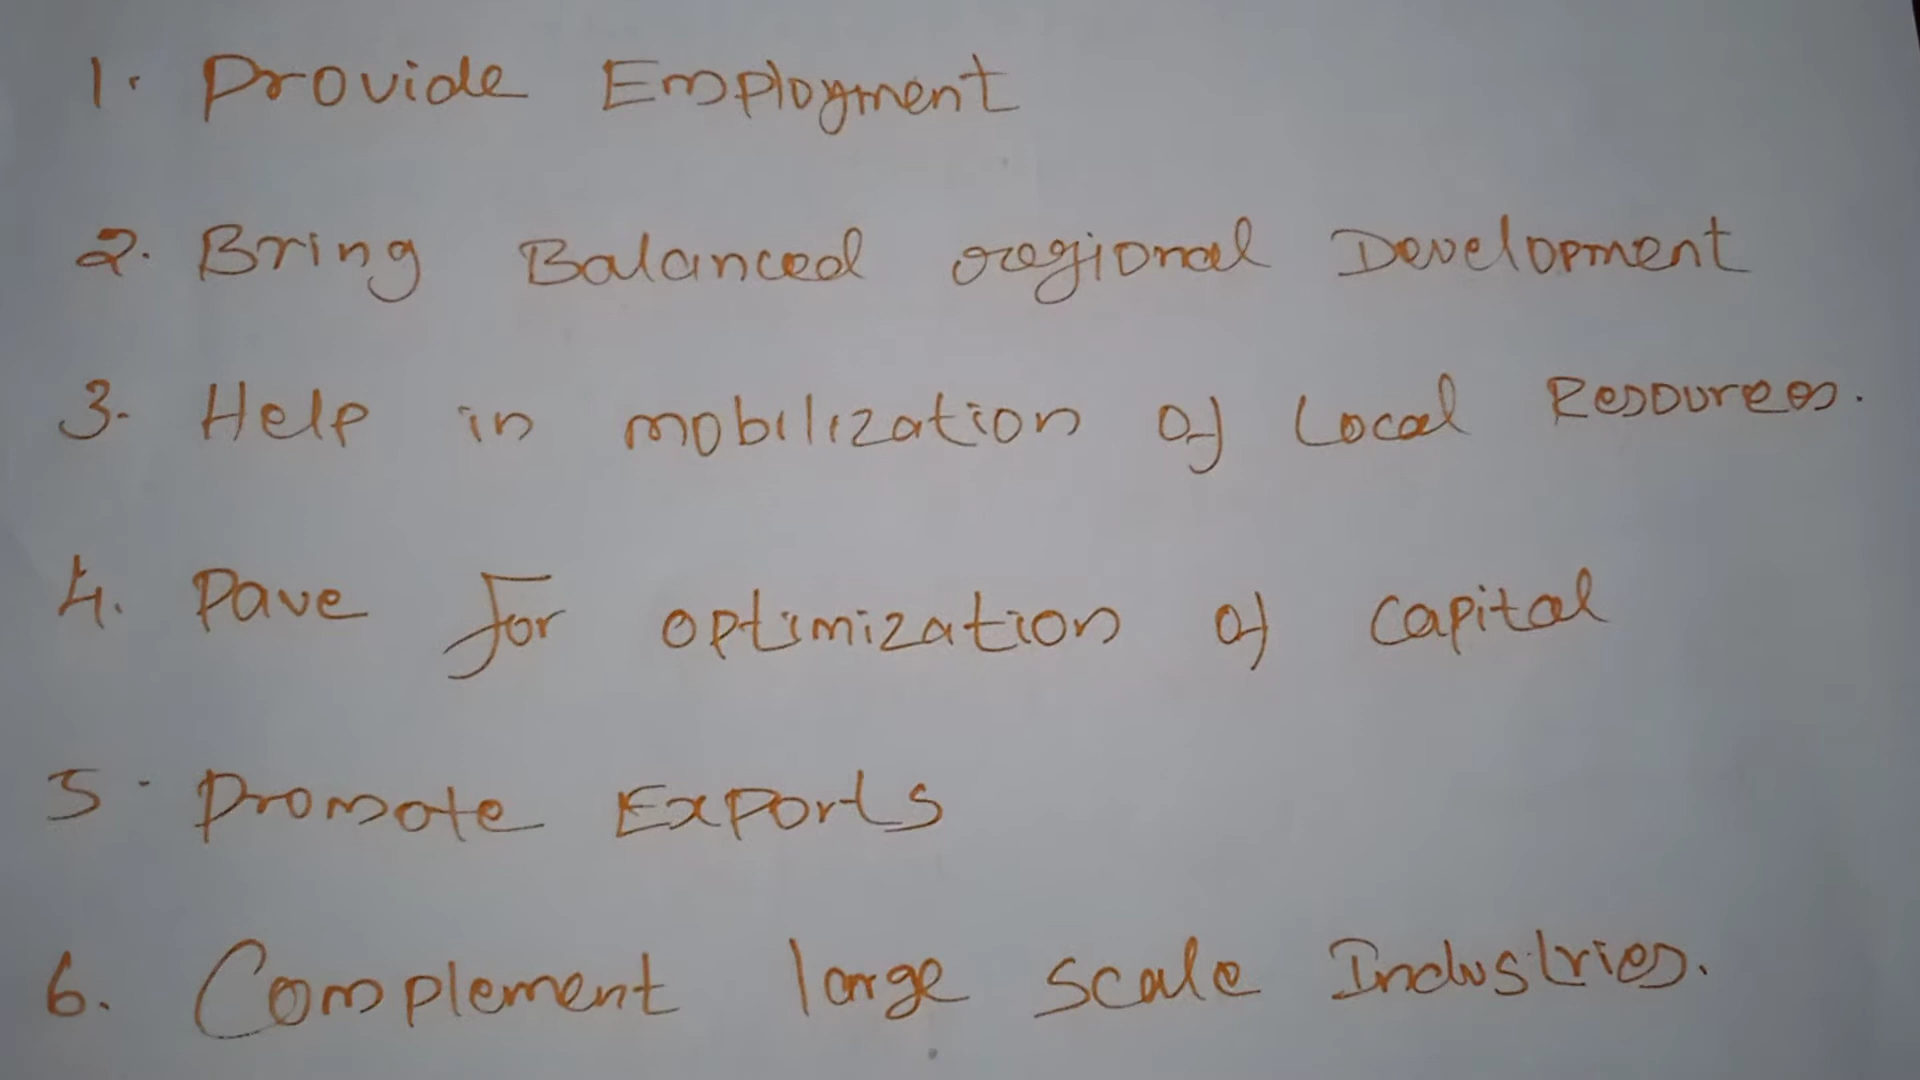 1. Provide Employment
2. Bring Balanced regional Development
3. Help in mobilization of Local Resources.
4. Pave for optimization of capital
5. Promote Exports
6. Complement large scale Industries.